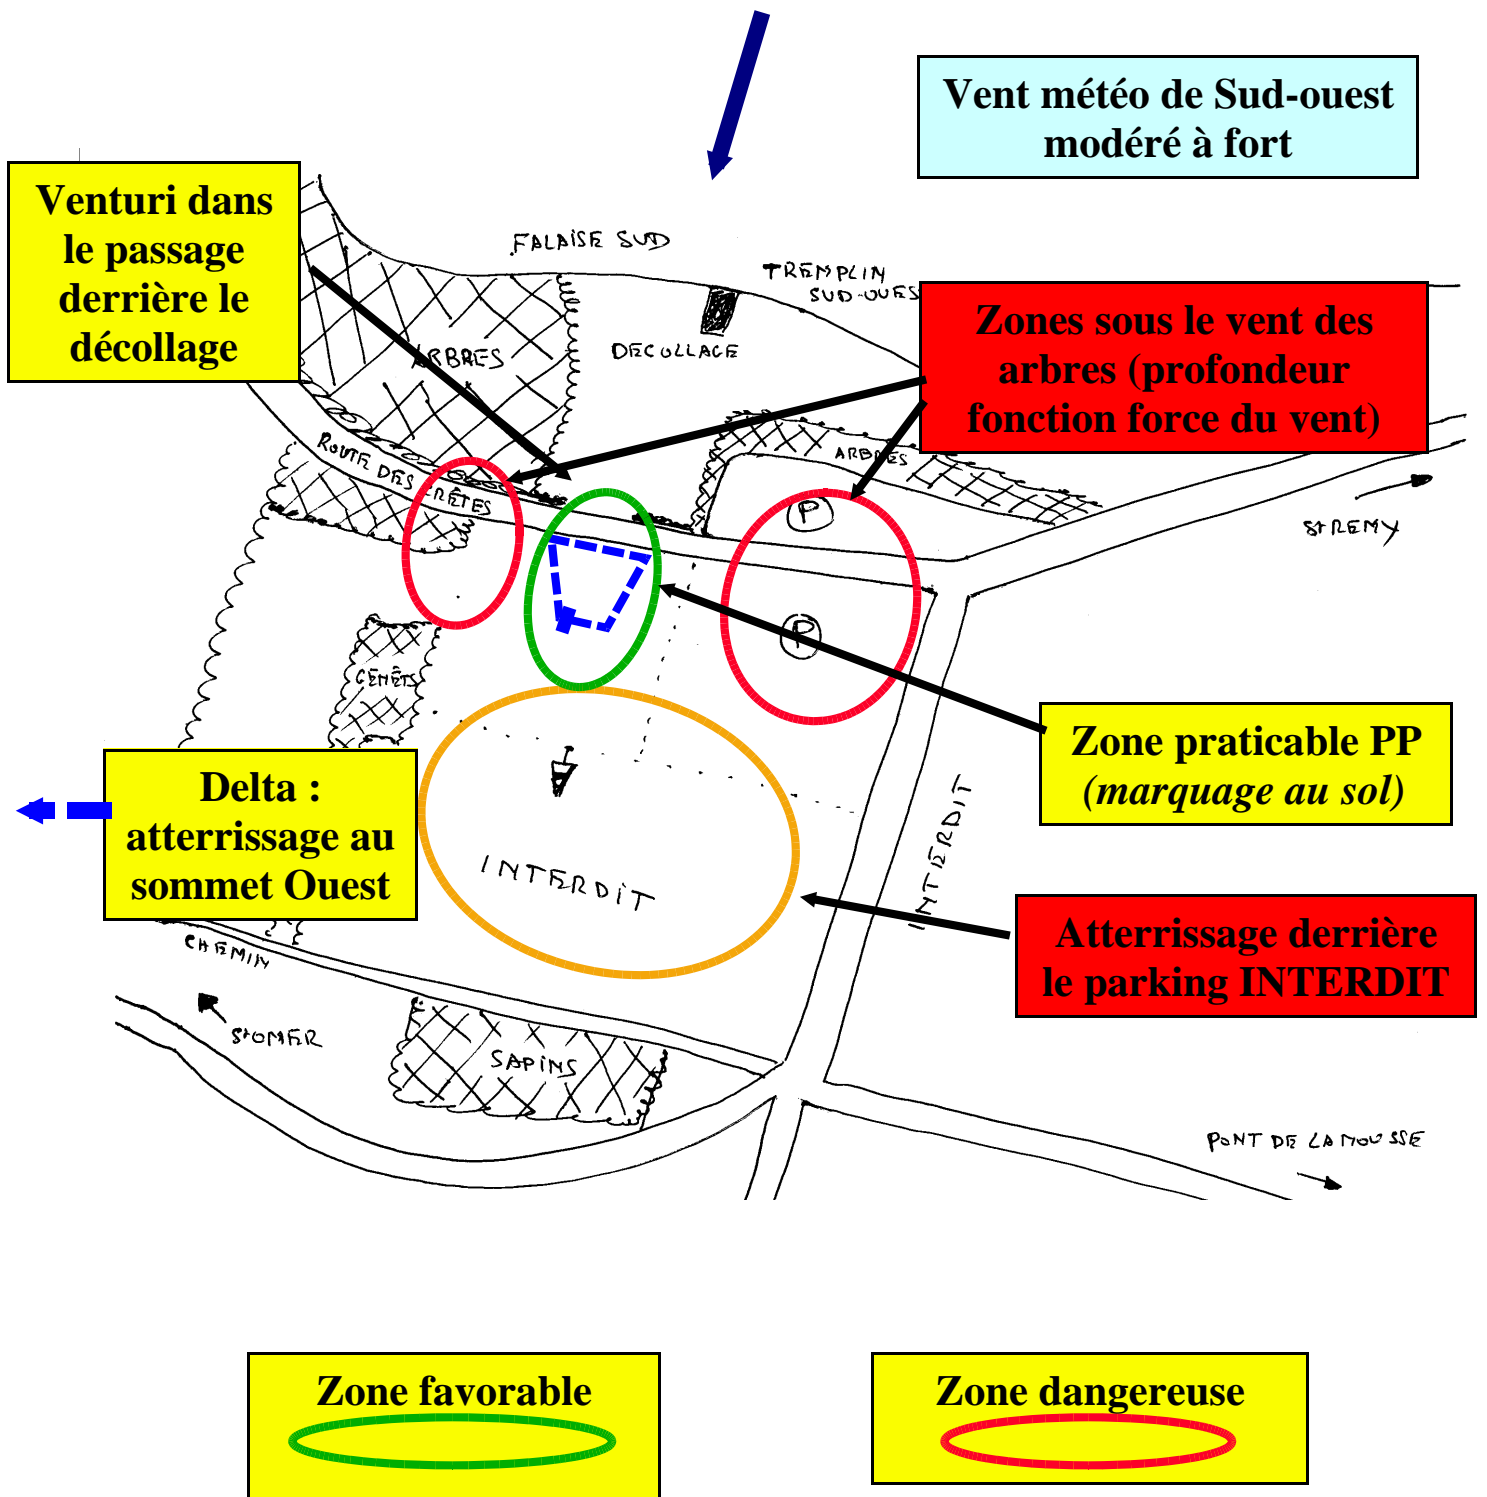 Vent météo de Sud-ouest
modéré à fort
Venturi dans
le passage
derrière le
décollage
FALAISE SUD
TREMPLIN
SUD-OUES
Zones sous le vent des
arbres (profondeur
fonction force du vent)
ARBRES
DECOLLAGE
ARBRES
ROUTE DES CRÊTES
P
St REMY
P
GENÊTS
Zone praticable PP
(marquage au sol)
Delta :
atterrissage au
sommet Ouest
INTERDIT
INTERDIT
Atterrissage derrière
le parking INTERDIT
CHEMIN
St OMER
SAPINS
PONT DE LA MOUSSE
Zone favorable
Zone dangereuse